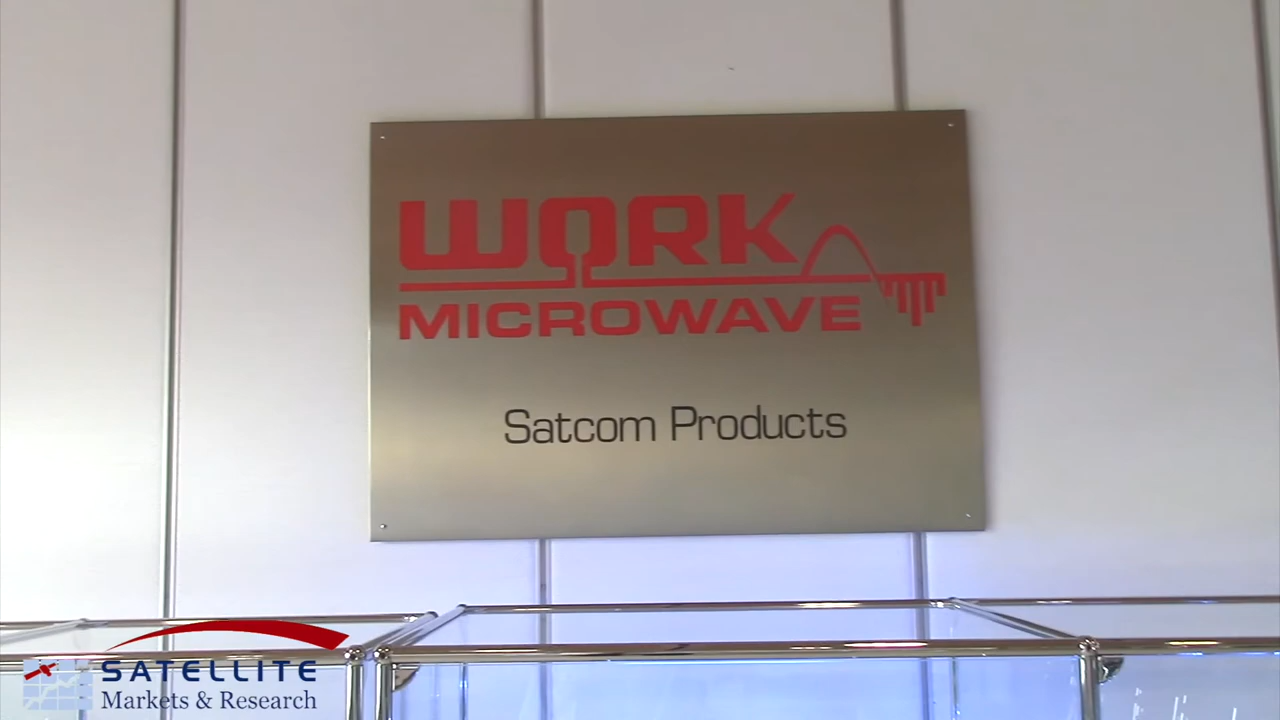 WORK
MICROWAVE
Satcom Products
SATELLITE
Markets & Research